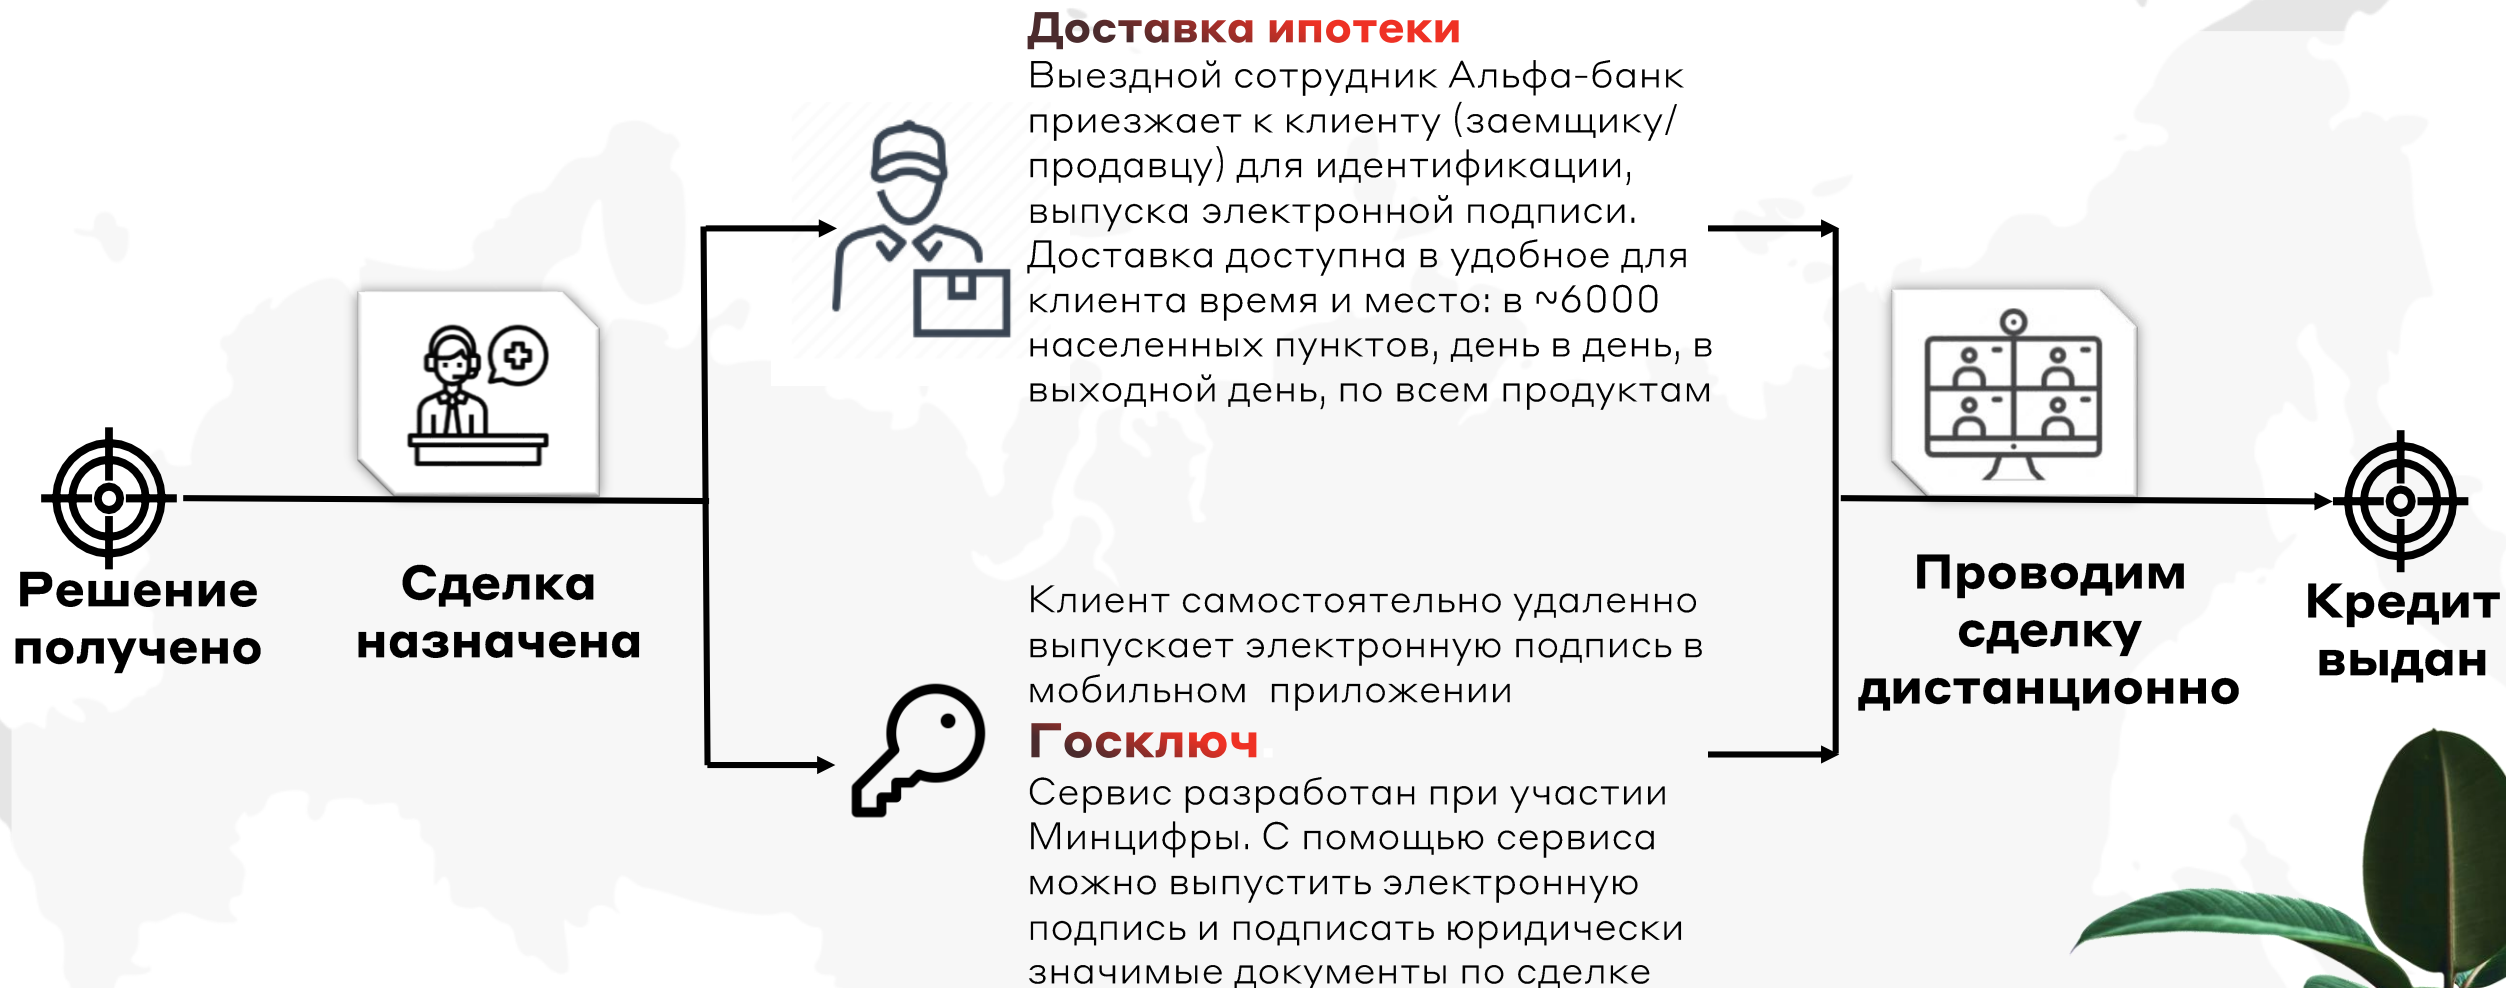 Решение
получено
Сделка
назначена
Доставка ипотеки
Выездной сотрудник Альфа-банк
приезжает к клиенту (заемщику/
продавцу) для идентификации,
выпуска электронной подписи.
Доставка доступна в удобное для
клиента время и место: в ~6000
населенных пунктов, день в день, в
выходной день, по всем продуктам
Клиент самостоятельно удаленно
выпускает электронную подпись в
мобильном приложении
Госключ.
Сервис разработан при участии
Минцифры. С помощью сервиса
можно выпустить электронную
подпись и подписать юридически
значимые документы по сделке
Проводим
сделку
дистанционно
Кредит
выдан